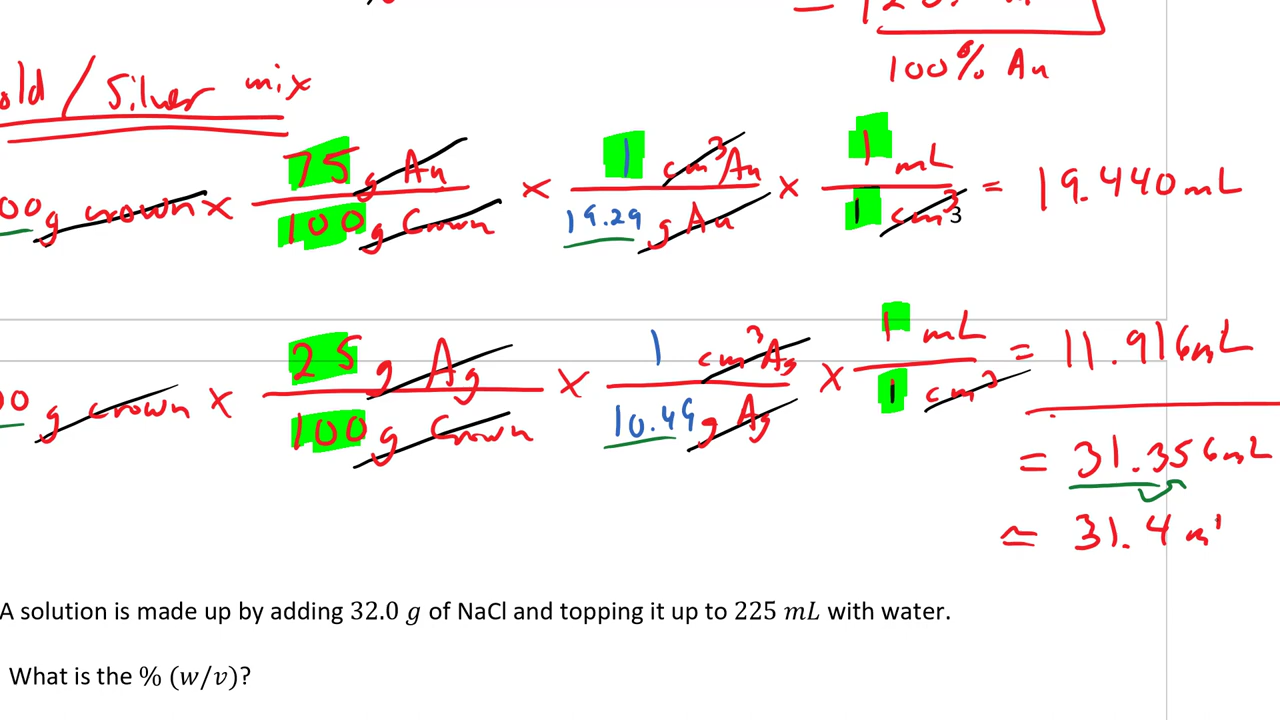 100% Au
old / Silver mix
00 g crown x 75 g Au / 100 g Crown x 1 cm³ Au / 19.29 g Au x 1 mL / 1 cm³ = 19.440 mL
0 g crown x 25 g Ag / 100 g Crown x 1 cm³ Ag / 10.49 g Ag x 1 mL / 1 cm³ = 11.916 mL
= 31.356 mL
≃ 31.4 m
A solution is made up by adding 32.0 g of NaCl and topping it up to 225 mL with water.
What is the % (w/v)?